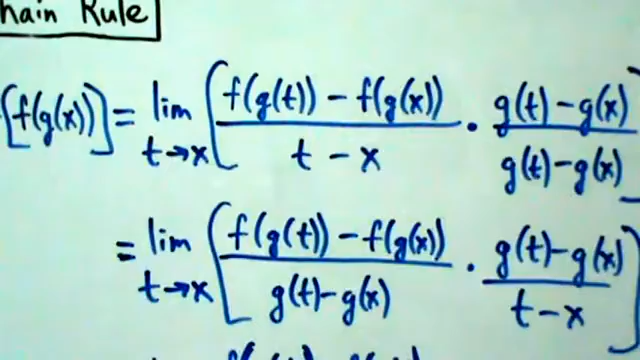 hain Rule
[f(g(x))] = lim t→x [ f(g(t)) - f(g(x)) / t - x · g(t) - g(x) / g(t) - g(x) ]
= lim t→x [ f(g(t)) - f(g(x)) / g(t) - g(x) · g(t) - g(x) / t - x ]